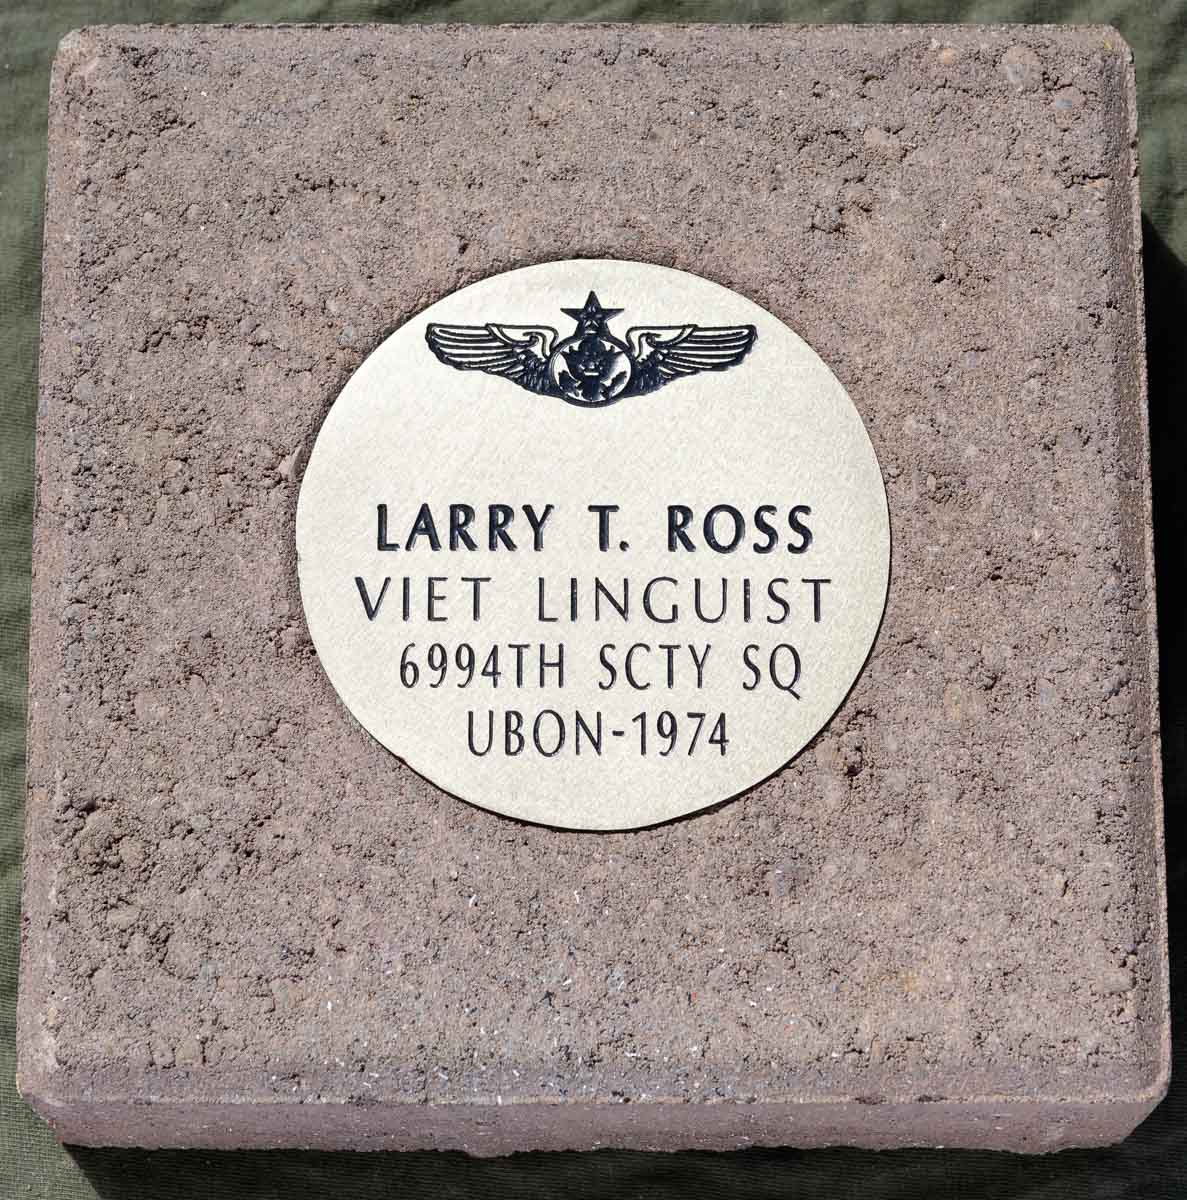 LARRY T. ROSS
VIET LINGUIST
6994TH SCTY SQ
UBON-1974